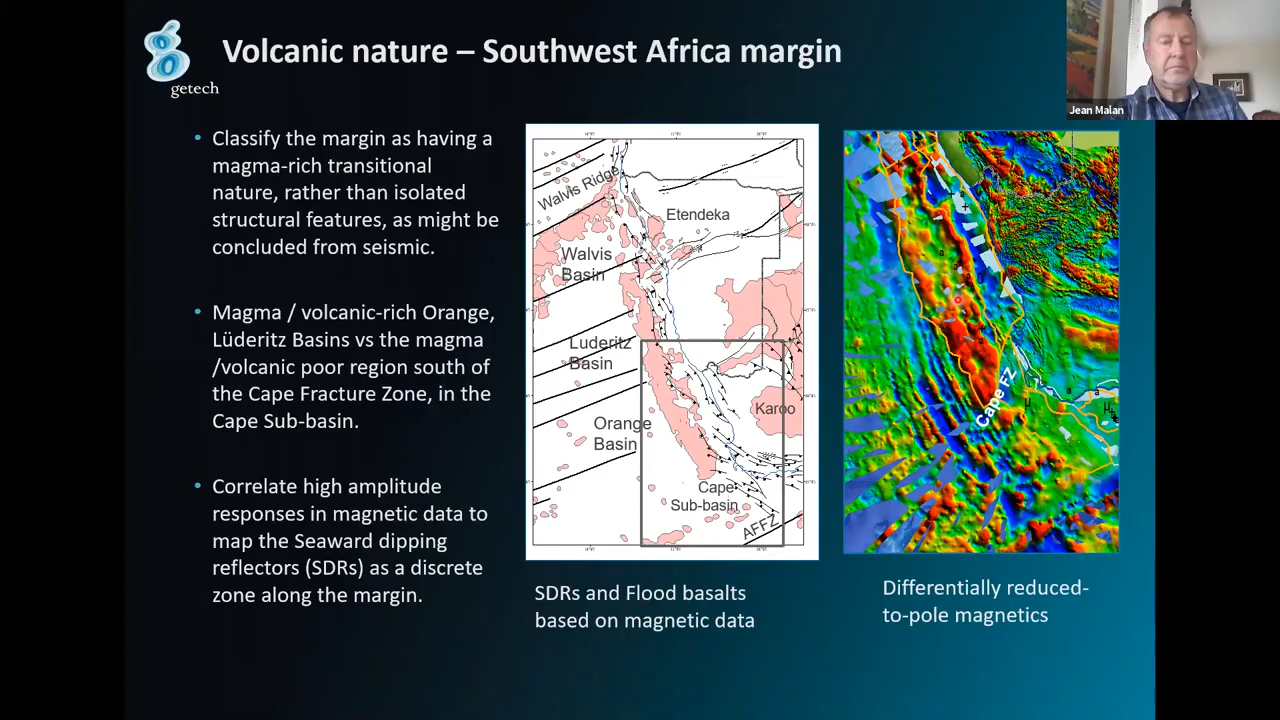 getech
Volcanic nature – Southwest Africa margin
Jean Malan
• Classify the margin as having a
magma-rich transitional
nature, rather than isolated
structural features, as might be
concluded from seismic.
• Magma / volcanic-rich Orange,
Lüderitz Basins vs the magma
/volcanic poor region south of
the Cape Fracture Zone, in the
Cape Sub-basin.
• Correlate high amplitude
responses in magnetic data to
map the Seaward dipping
reflectors (SDRs) as a discrete
zone along the margin.
Walvis Ridge
Etendeka
Walvis
Basin
Luderitz
Basin
Karoo
Orange
Basin
Cape
Sub-basin
AFFZ
SDRs and Flood basalts
based on magnetic data
Cape FZ
Differentially reduced-
to-pole magnetics